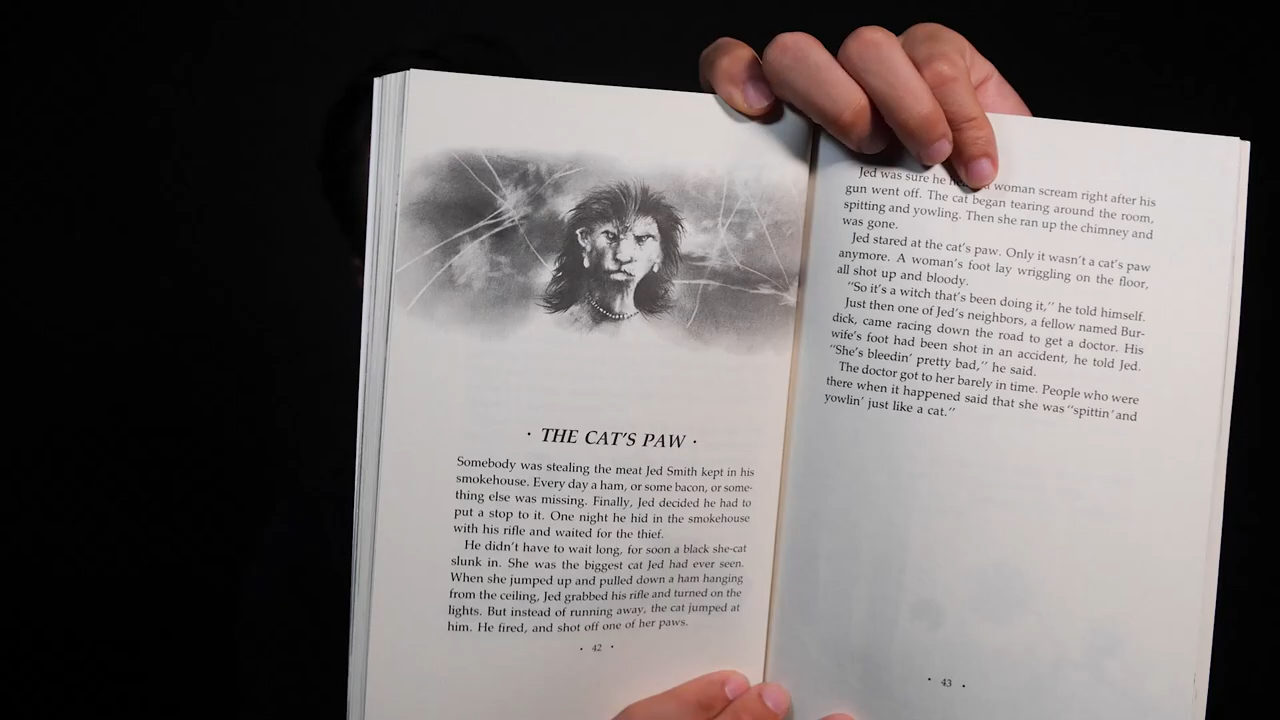 · THE CAT'S PAW ·
Somebody was stealing the meat Jed Smith kept in his
smokehouse. Every day a ham, or some bacon, or some-
thing else was missing. Finally, Jed decided he had to
put a stop to it. One night he hid in the smokehouse
with his rifle and waited for the thief.
He didn't have to wait long, for soon a black she-cat
slunk in. She was the biggest cat Jed had ever seen.
When she jumped up and pulled down a ham hanging
from the ceiling, Jed grabbed his rifle and turned on the
lights. But instead of running away, the cat jumped at
him. He fired, and shot off one of her paws.
· 42 ·
Jed was sure he woman scream right after his
gun went off. The cat began tearing around the room,
spitting and yowling. Then she ran up the chimney and
was gone.
Jed stared at the cat's paw. Only it wasn't a cat's paw
anymore. A woman's foot lay wriggling on the floor,
all shot up and bloody.
"So it's a witch that's been doing it," he told himself.
Just then one of Jed's neighbors, a fellow named Bur-
dick, came racing down the road to get a doctor. His
wife's foot had been shot in an accident, he told Jed.
"She's bleedin' pretty bad," he said.
The doctor got to her barely in time. People who were
there when it happened said that she was "spittin' and
yowlin' just like a cat."
· 43 ·